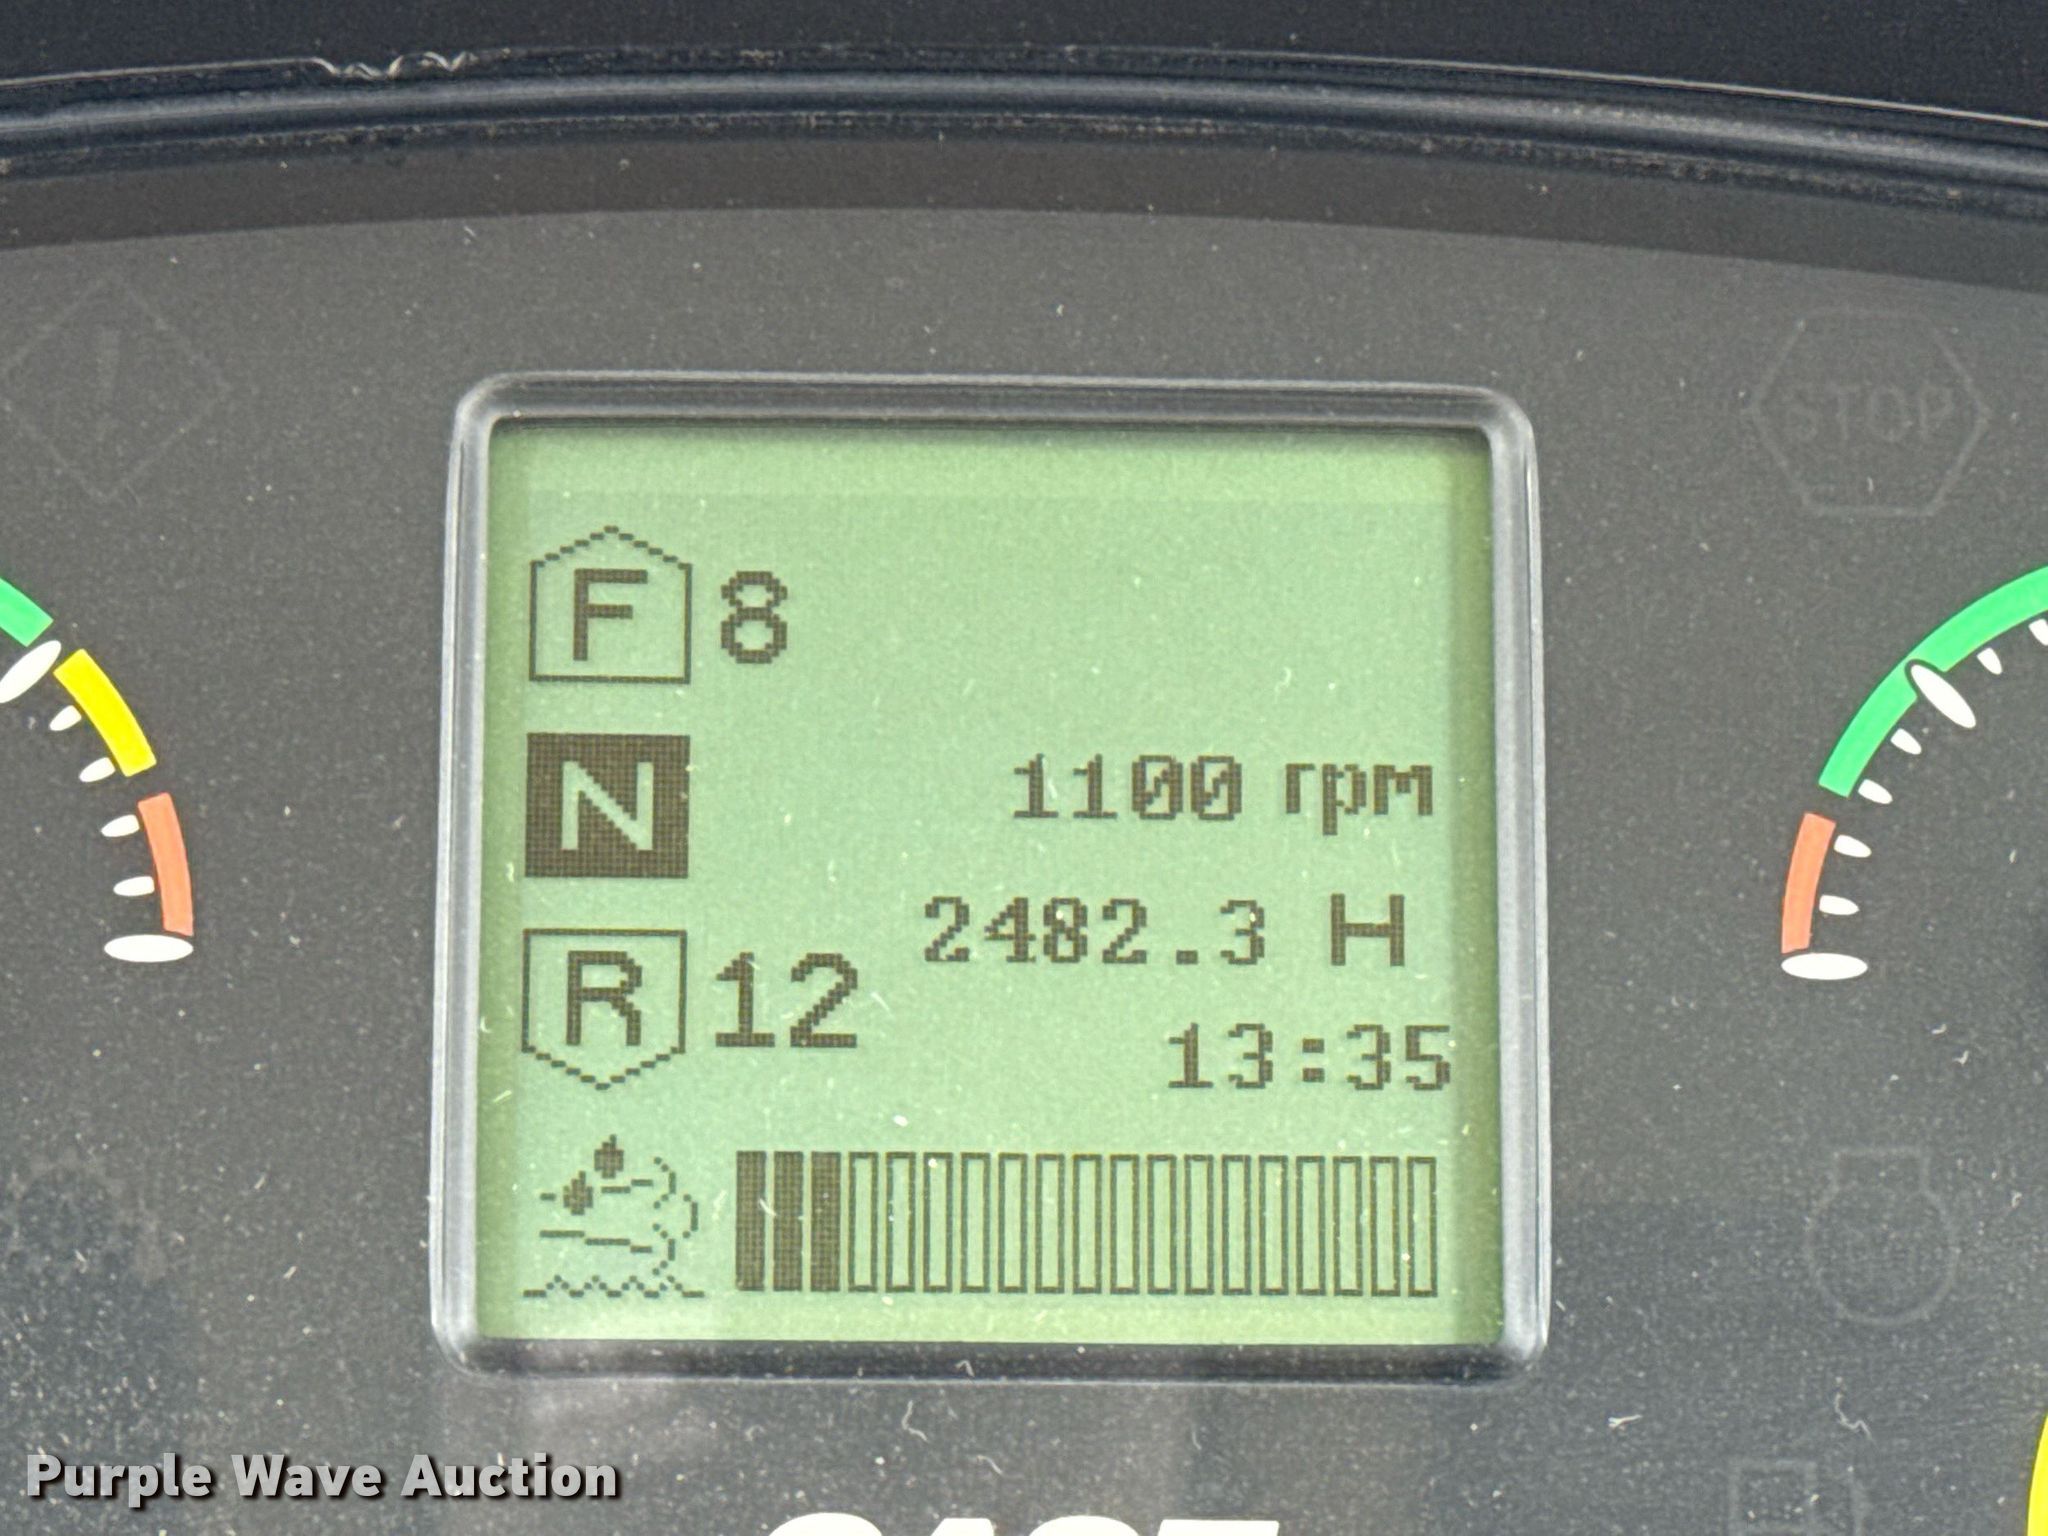 STOP
F 8
N 1100 rpm
2482.3 H
R 12
13:35
Purple Wave Auction